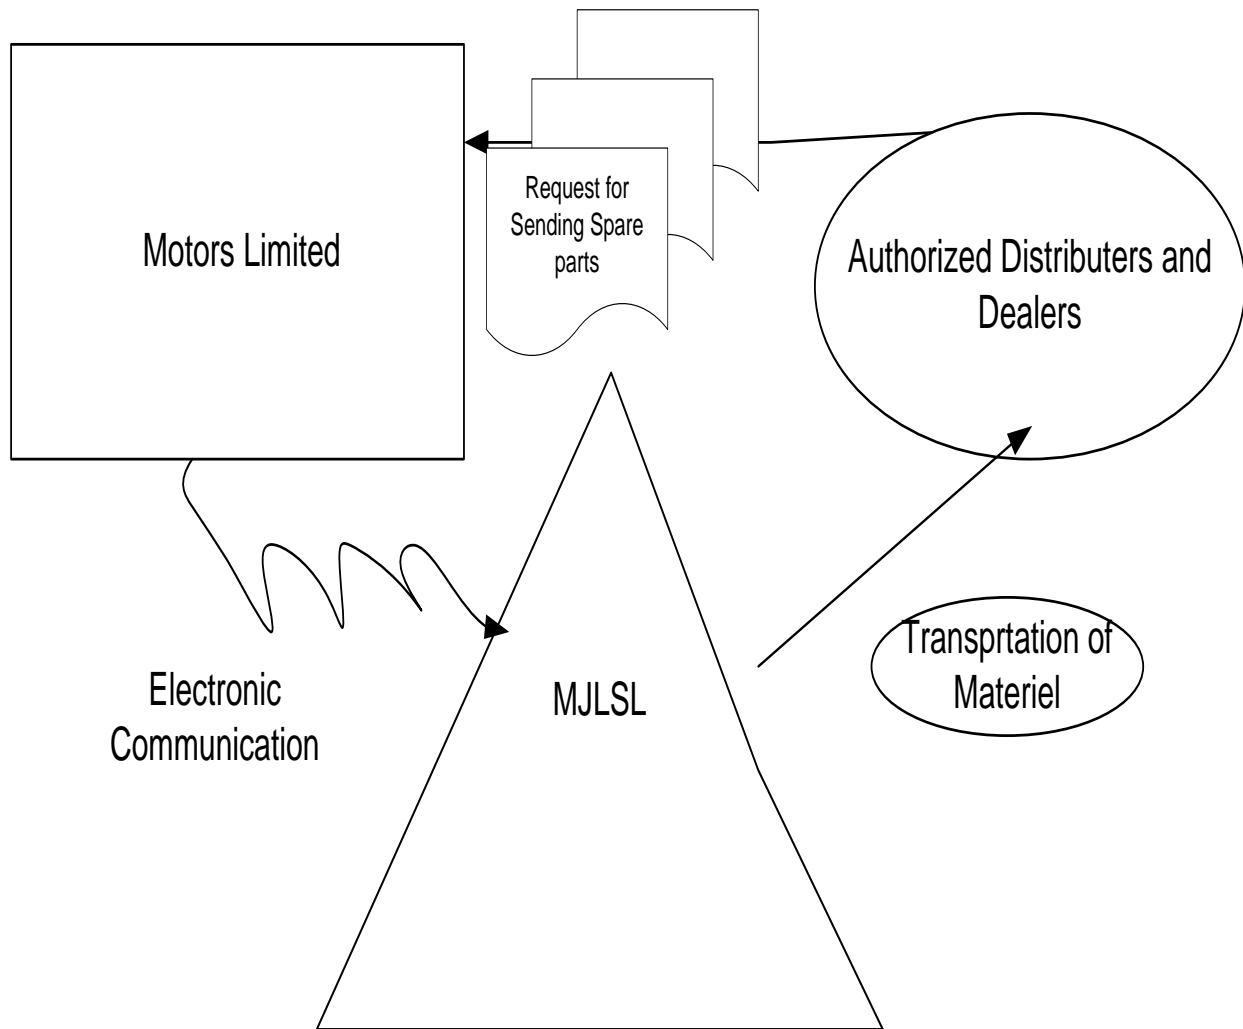 Request for
Sending Spare
parts
Motors Limited
Authorized Distributers and
Dealers
Electronic
Communication
MJLSL
Transprtation of
Materiel